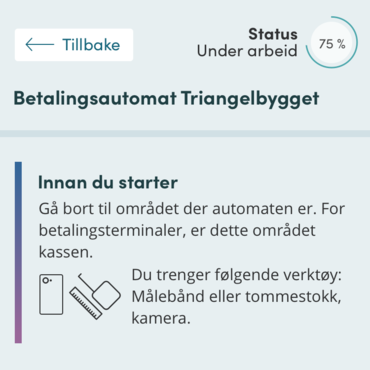 Tillbake
Status
Under arbeid
75 %
Betalingsautomat Triangelbygget
Innan du starter
Gå bort til området der automaten er. For
betalingsterminaler, er dette området
kassen.
Du trenger følgende verktøy:
Målebånd eller tommestokk,
kamera.